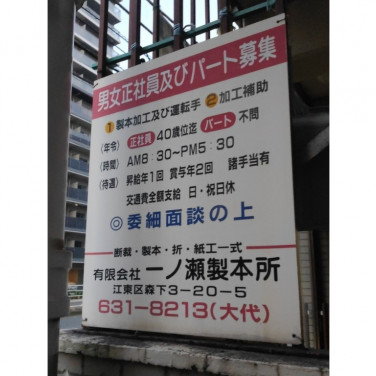 男女正社員及びパート募集
①製本加工及び運転手 ②加工補助
(年令) 正社員 40歳位迄 パート 不問
(時間) AM8:30~PM5:30
(待遇) 昇給年1回 賞与年2回 諸手当有
交通費全額支給 日・祝日休
◎委細面談の上
断裁・製本・折・紙工一式
有限会社 一ノ瀬製本所
江東区森下3-20-5
631-8213(大代)